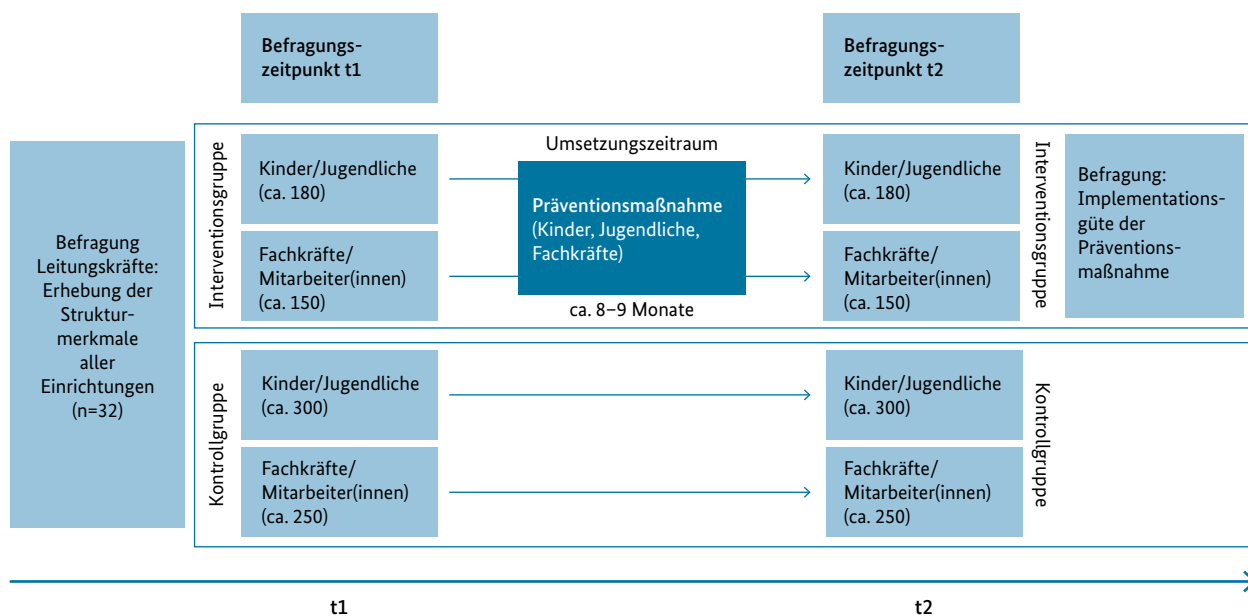 Befragungs-
zeitpunkt t1
Befragungs-
zeitpunkt t2
Befragung
Leitungskräfte:
Erhebung der
Struktur-
merkmale
aller
Einrichtungen
(n=32)
Interventionsgruppe
Kinder/Jugendliche
(ca. 180)
Fachkräfte/
Mitarbeiter(innen)
(ca. 150)
Umsetzungszeitraum
Präventionsmaßnahme
(Kinder, Jugendliche,
Fachkräfte)
ca. 8–9 Monate
Kinder/Jugendliche
(ca. 180)
Fachkräfte/
Mitarbeiter(innen)
(ca. 150)
Interventionsgruppe
Befragung:
Implementations-
güte der
Präventions-
maßnahme
Kontrollgruppe
Kinder/Jugendliche
(ca. 300)
Fachkräfte/
Mitarbeiter(innen)
(ca. 250)
Kinder/Jugendliche
(ca. 300)
Fachkräfte/
Mitarbeiter(innen)
(ca. 250)
Kontrollgruppe
t1
t2